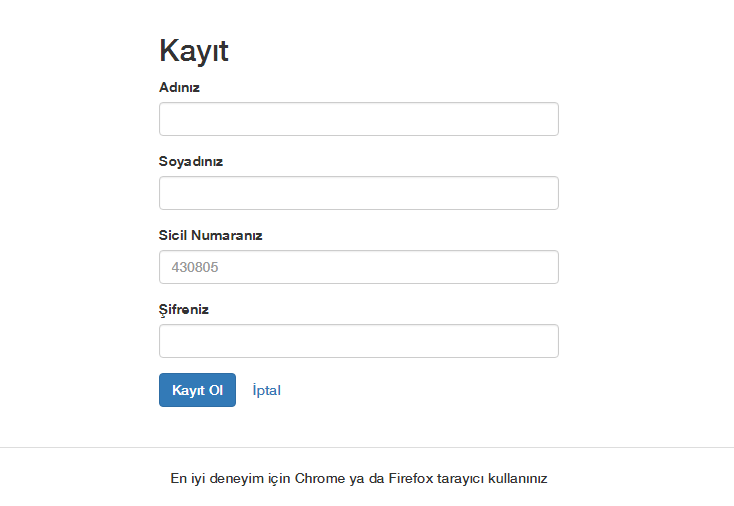 Kayıt
Adınız
Soyadınız
Sicil Numaranız
430805
Şifreniz
Kayıt Ol İptal
En iyi deneyim için Chrome ya da Firefox tarayıcı kullanınız